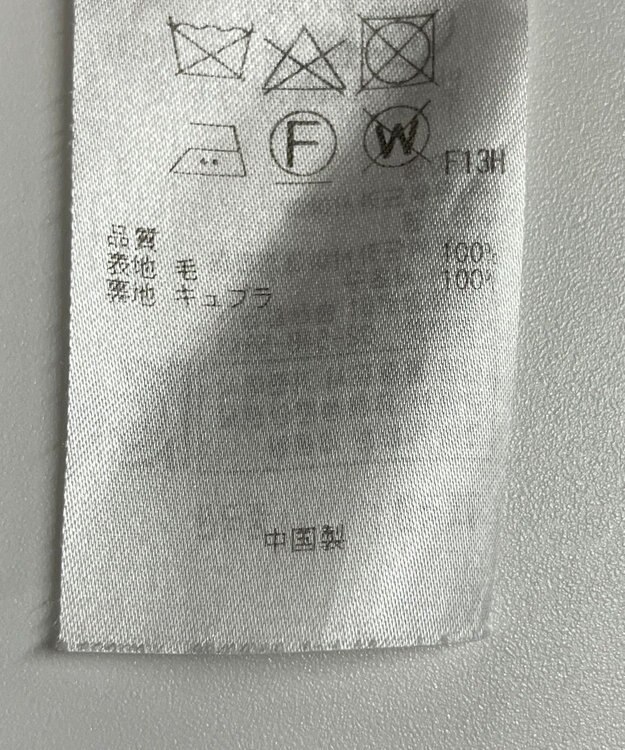 F
W
F13H
品質
表地 毛 100%
裏地 キュプラ 100%
中国製